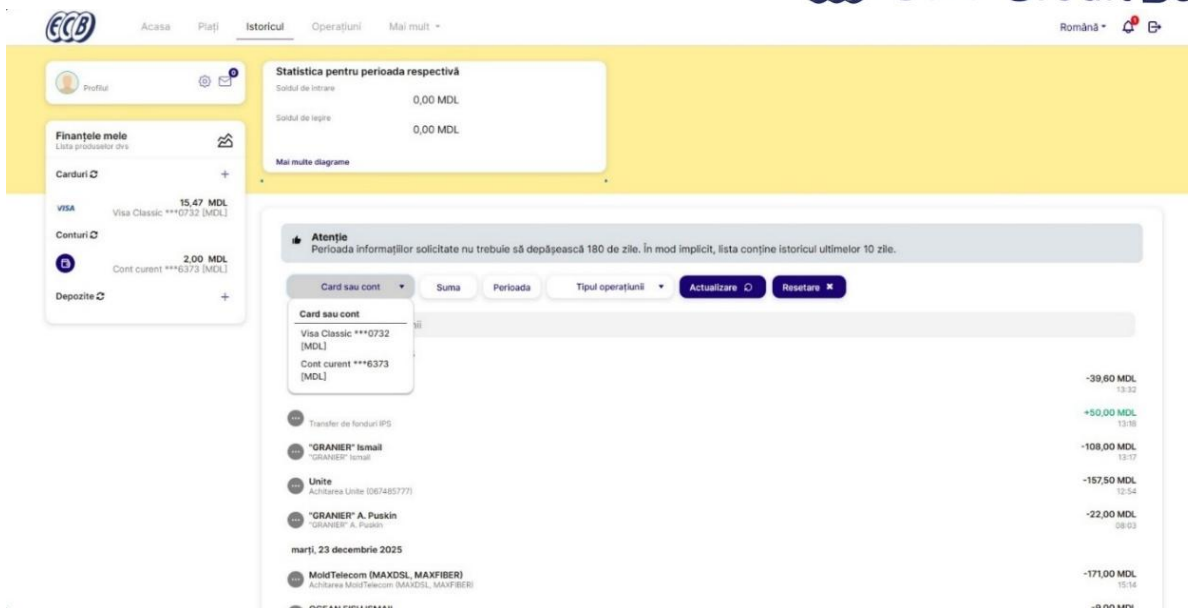 ECB
Acasa Plați Istoricul Operațiuni Mai mult
Română
Profilul
0
Finanțele mele
Lista produselor dvs
Carduri
VISA
15,47 MDL
Visa Classic ***0732 [MDL]
Conturi
2,00 MDL
Cont curent ***6373 [MDL]
Depozite
Statistica pentru perioada respectivă
Soldul de intrare
0,00 MDL
Soldul de ieșire
0,00 MDL
Mai multe diagrame
Atenție
Perioada informațiilor solicitate nu trebuie să depășească 180 de zile. În mod implicit, lista conține istoricul ultimelor 10 zile.
Card sau cont Suma Perioada Tipul operațiunii Actualizare Resetare
Card sau cont
Visa Classic ***0732
[MDL]
Cont curent ***6373
[MDL]
-39,60 MDL
13:32
+50,00 MDL
Transfer de fonduri IPS
"GRANIER" Ismail -108,00 MDL
"GRANIER" Ismail 13:17
Unite -157,50 MDL
Achitarea Unite (067485777) 12:54
"GRANIER" A. Puskin -22,00 MDL
"GRANIER" A. Puskin 08:03
marți, 23 decembrie 2025
MoldTelecom (MAXDSL, MAXFIBER) -171,00 MDL
Achitarea MoldTelecom (MAXDSL, MAXFIBER) 15:14